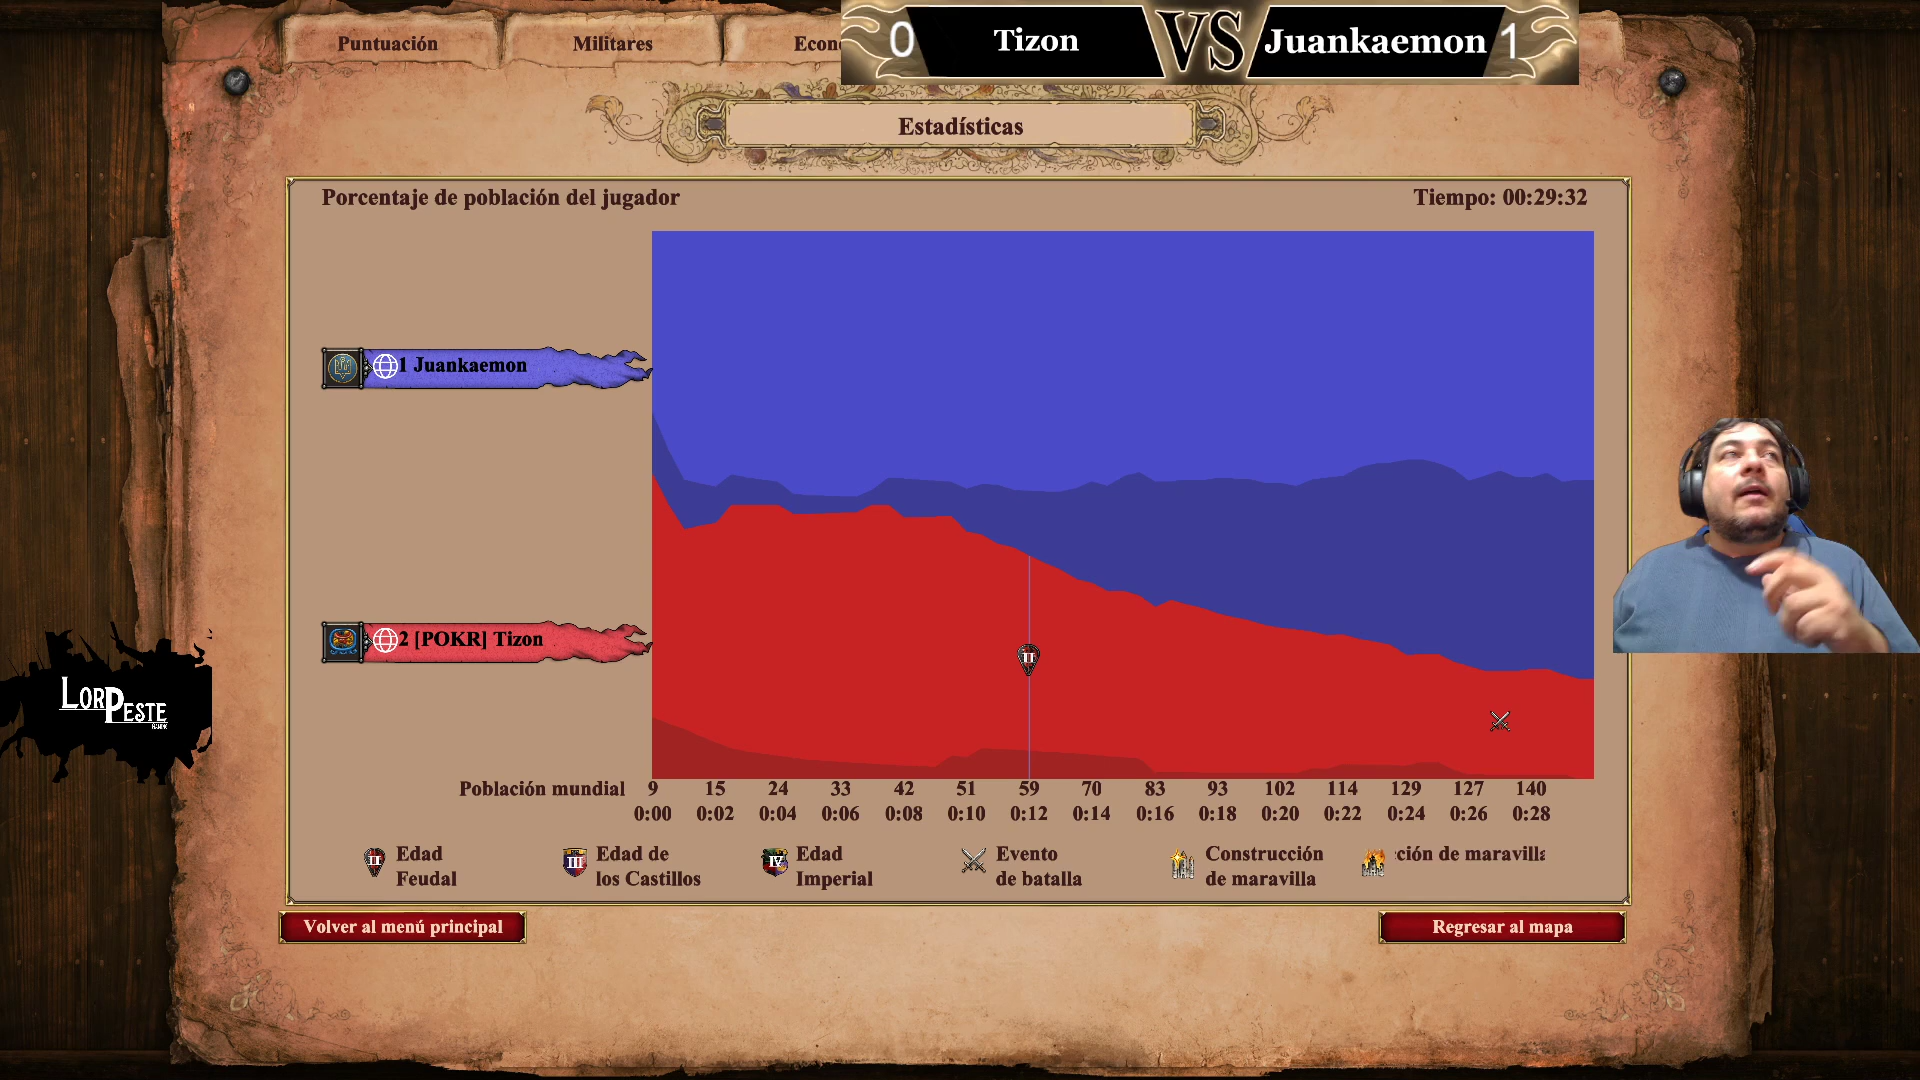 Puntuación
Militares
Econ
0 Tizon VS Juankaemon 1
Estadísticas
Porcentaje de población del jugador
Tiempo: 00:29:32
1 Juankaemon
2 [POKR] Tizon
LORPESTE
Población mundial 9 15 24 33 42 51 59 70 83 93 102 114 129 127 140
0:00 0:02 0:04 0:06 0:08 0:10 0:12 0:14 0:16 0:18 0:20 0:22 0:24 0:26 0:28
II
II Edad
Feudal
III Edad de
los Castillos
IV Edad
Imperial
Evento
de batalla
Construcción
de maravilla
ción de maravilla
Volver al menú principal
Regresar al mapa